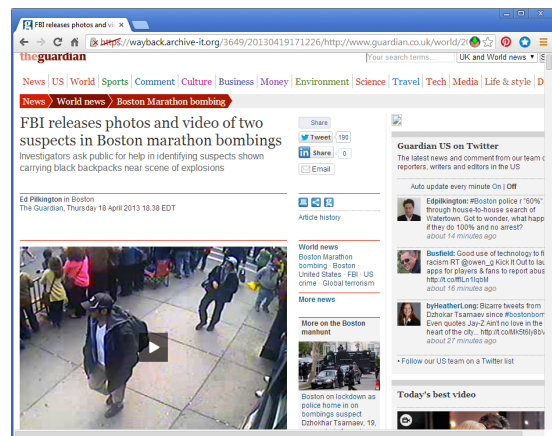 FBI releases photos and vi
https://wayback.archive-it.org/3649/20130419171226/http://www.guardian.co.uk/world/2
theguardian
Your search terms...
UK and World news
News
US
World
Sports
Comment
Culture
Business
Money
Environment
Science
Travel
Tech
Media
Life & style
D
News
World news
Boston Marathon bombing
FBI releases photos and video of two
suspects in Boston marathon bombings
Investigators ask public for help in identifying suspects shown
carrying black backpacks near scene of explosions
Ed Pilkington in Boston
The Guardian, Thursday 18 April 2013 18.38 EDT
Share
Tweet 190
Share 0
Email
Article history
World news
Boston Marathon
bombing · Boston ·
United States · FBI · US
crime · Global terrorism
More news
More on the Boston
manhunt
Boston on lockdown as
police home in on
bombings suspect
Dzhokhar Tsarnaev, 19,
Guardian US on Twitter
The latest news and comment from our team o
reporters, writers and editors in the US
Auto update every minute On | Off
Edpilkington: #Boston police r "60%"
through house-to-house search of
Watertown. Got to wonder, what happ
if they do 100% and no arrest?
about 14 minutes ago
Busfield: Good use of technology to fi
racism RT @owen_g Kick It Out to lau
apps for players & fans to report abus
about 16 minutes ago
byHeatherLong: Bizarre tweets from
Dzhokar Tsarnaev since #bostonbom
Even quotes Jay-Z Ain't no love in the
heart of the city...
about 27 minutes ago
• Follow our US team on a Twitter list
Today's best video